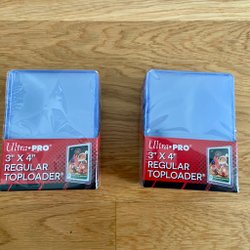 Ultra•PRO®
3" X 4"
REGULAR
TOPLOADER®
Ultra•PRO®
3" X 4"
REGULAR
TOPLOADER®